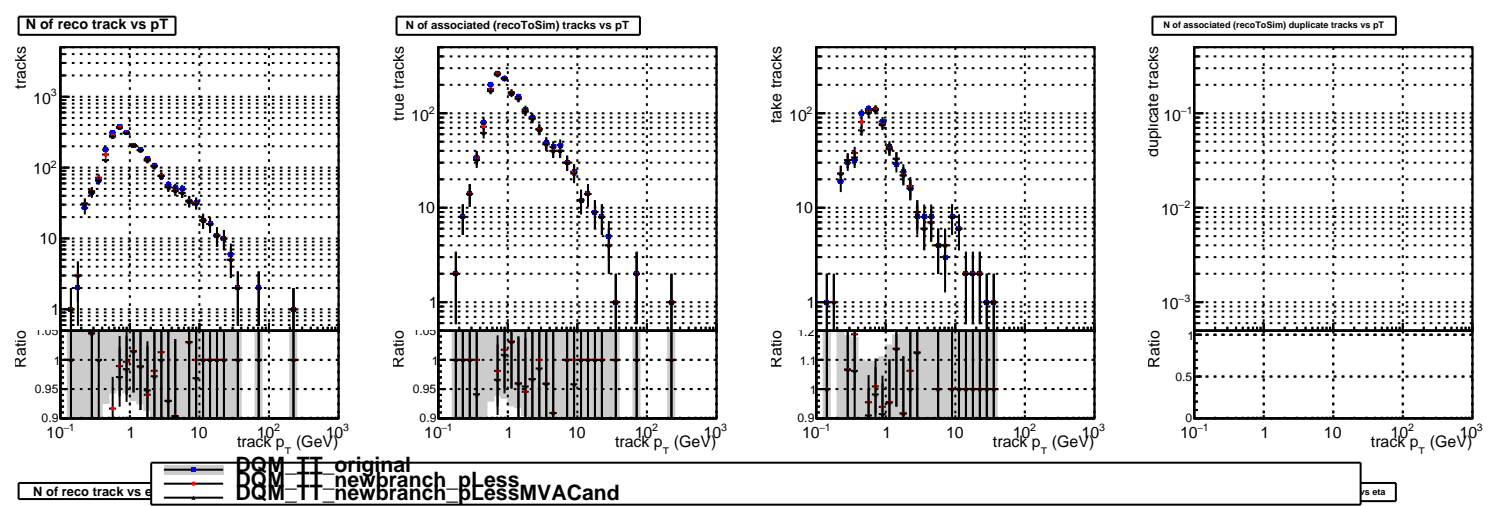 N of reco track vs pT
N of associated (recoToSim) tracks vs pT
N of associated (recoToSim) duplicate tracks vs pT
tracks
10³
10²
10
1
Ratio
1.05
1
0.95
0.9
10⁻¹ 1 10 10² 10³
track p_T (GeV)
true tracks
10²
10
1
Ratio
1.05
1
0.95
0.9
10⁻¹ 1 10 10² 10³
track p_T (GeV)
fake tracks
10²
10
1
Ratio
1.2
1.1
1
0.9
10⁻¹ 1 10 10² 10³
track p_T (GeV)
duplicate tracks
10⁻¹
10⁻²
10⁻³
Ratio
1
0.5
0
10⁻¹ 1 10 10² 10³
track p_T (GeV)
DQM_TT_original
DQM_TT_newbranch_pLess
DQM_TT_newbranch_pLessMVACand
N of reco track vs e
vs eta